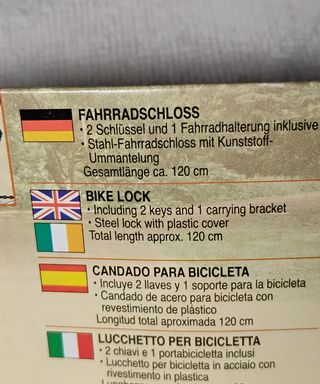 FAHRRADSCHLOSS
· 2 Schlüssel und 1 Fahrradhalterung inklusive
· Stahl-Fahrradschloss mit Kunststoff-
Ummantelung
Gesamtlänge ca. 120 cm
BIKE LOCK
· Including 2 keys and 1 carrying bracket
· Steel lock with plastic cover
Total length approx. 120 cm
CANDADO PARA BICICLETA
· Incluye 2 llaves y 1 soporte para la bicicleta
· Candado de acero para bicicleta con
revestimiento de plástico
Longitud total aproximada 120 cm
LUCCHETTO PER BICICLETTA
· 2 chiavi e 1 portabicicletta inclusi
· Lucchetto per bicicletta in acciaio con
rivestimento in plastica